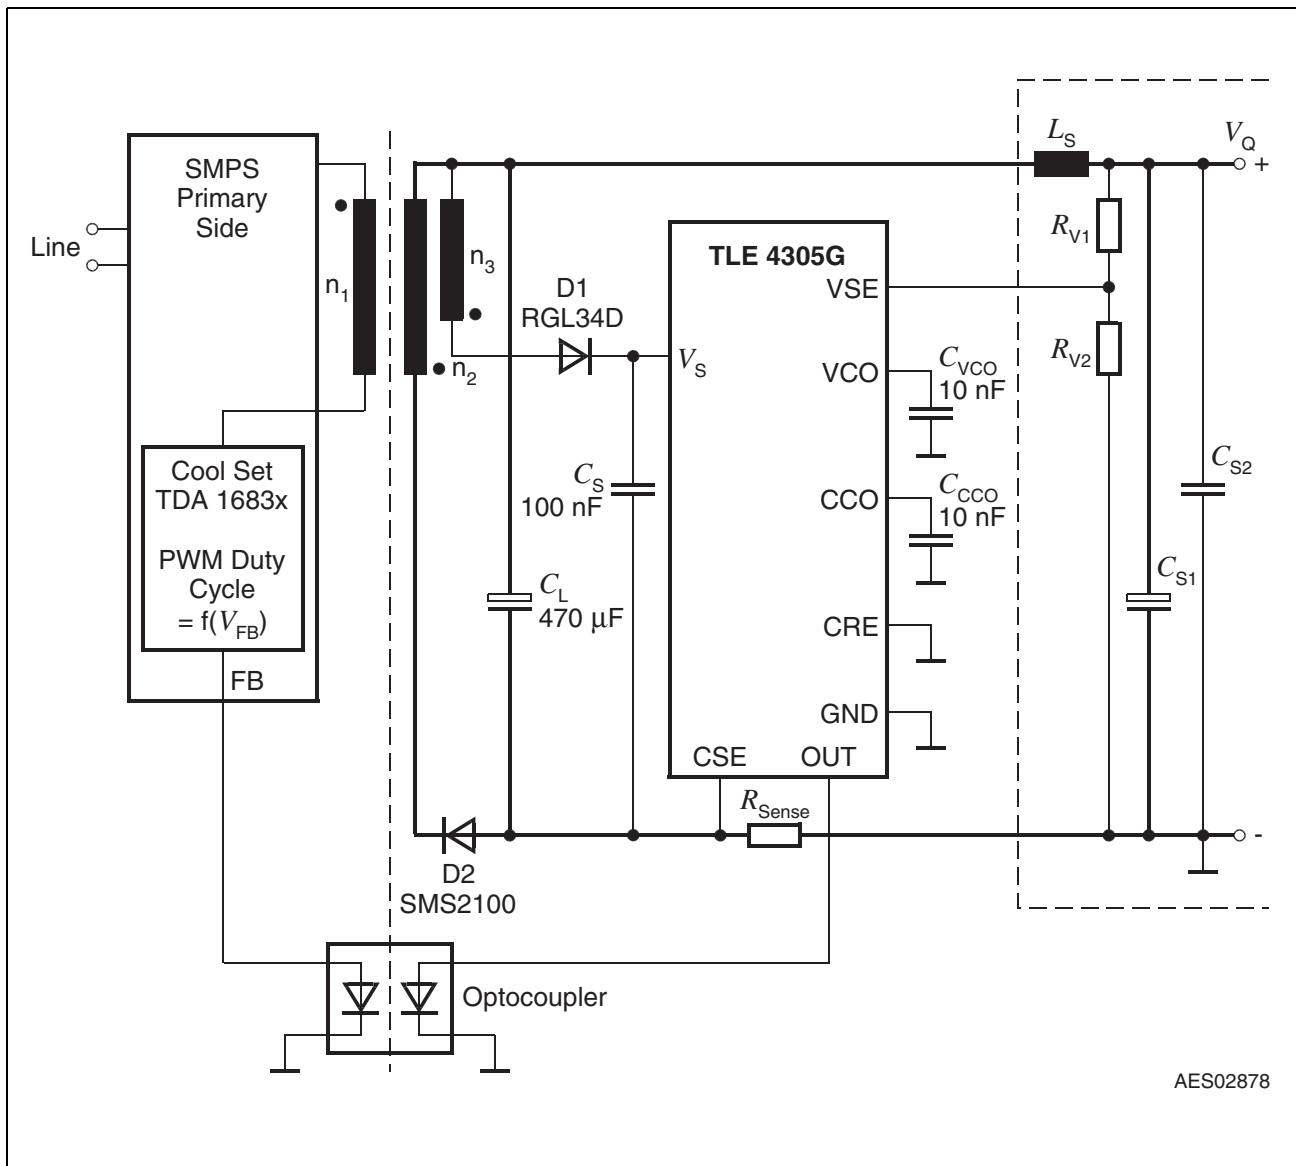 SMPS
Primary
Side
Line
n1
n3
n2
D1
RGL34D
TLE 4305G
VSE
VS
VCO
CVCO
10 nF
CCO
CCCO
10 nF
CRE
GND
CSE
OUT
LS
VQ
+
RV1
RV2
CS2
CS1
-
Cool Set
TDA 1683x
PWM Duty
Cycle
= f(VFB)
FB
CS
100 nF
CL
470 µF
RSense
D2
SMS2100
Optocoupler
AES02878